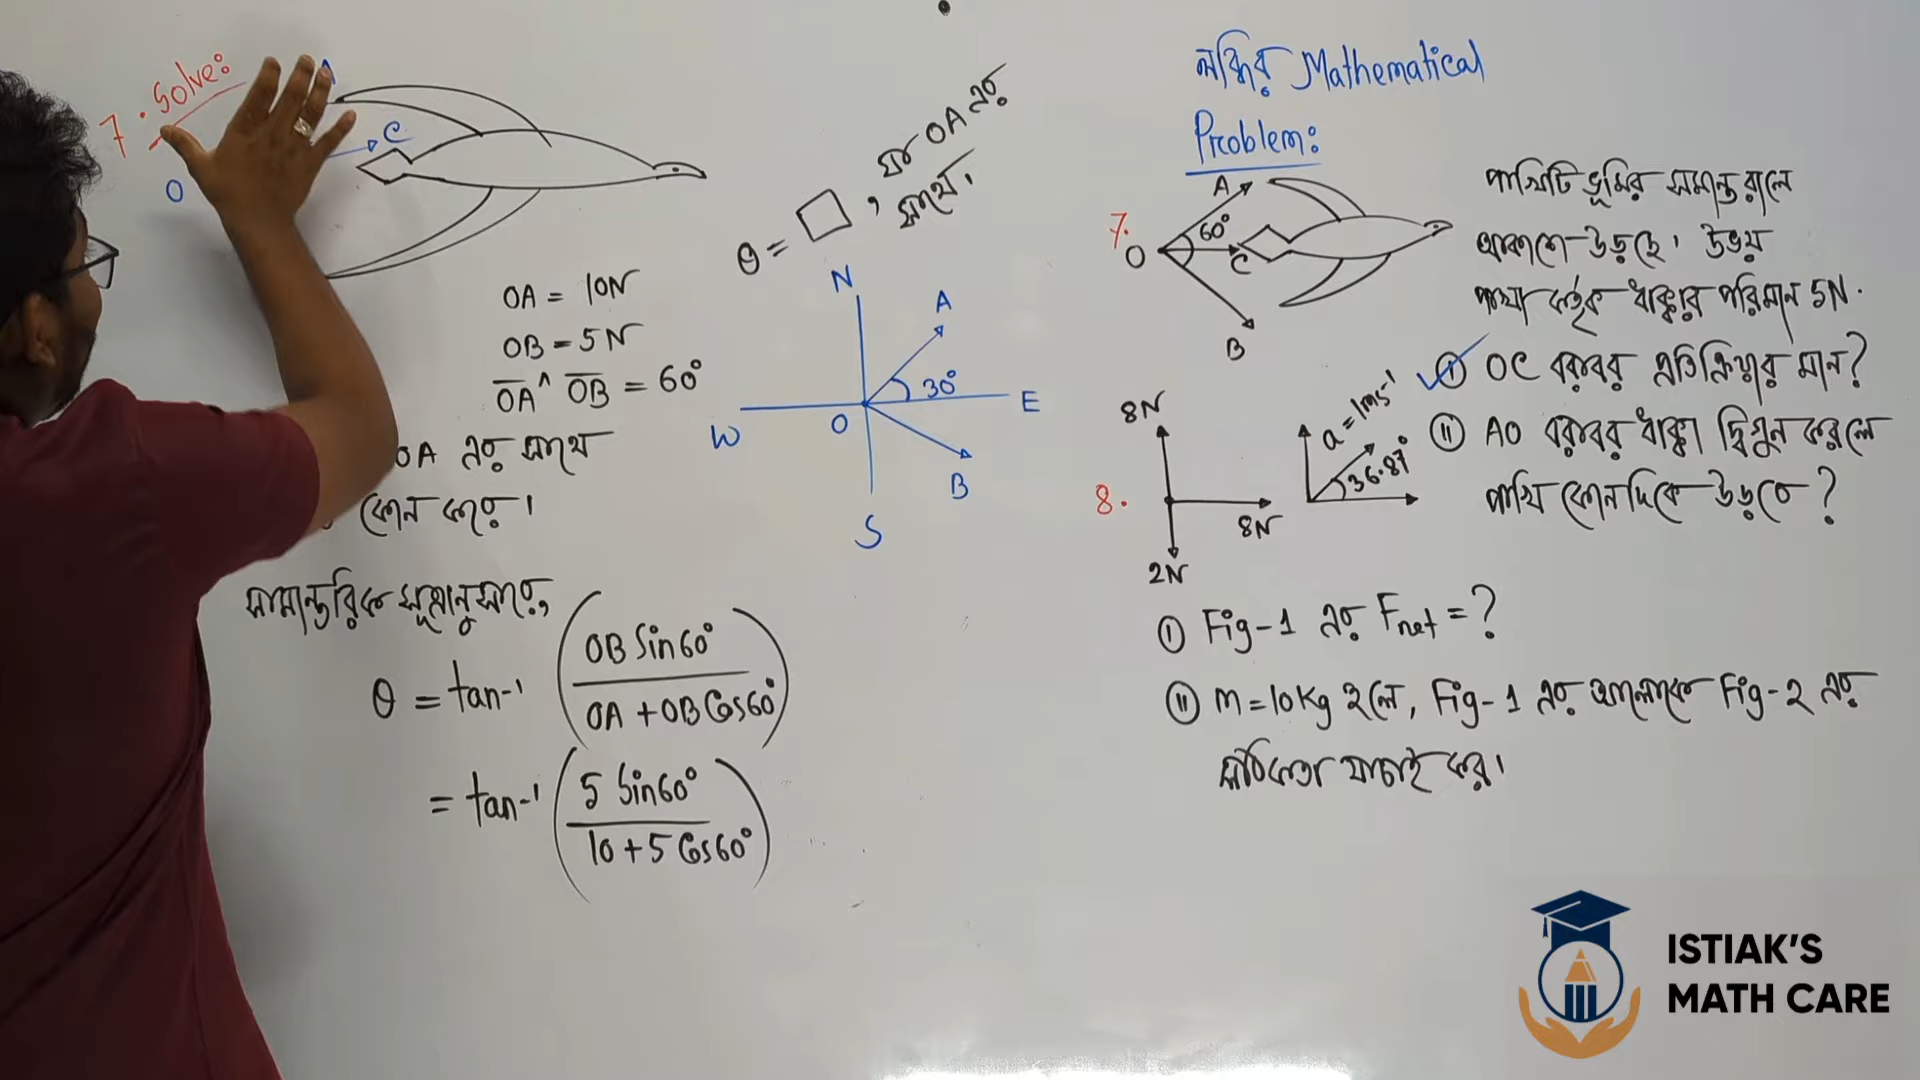 7. Solve:
A
C
O
OA = 10N
OB = 5N
OA ^ OB = 60°
OA এর সাথে
কোন করে।
সামান্তরিক সূত্রানুসারে,
θ = tan-1 (OB Sin60° / OA + OB Cos60°)
= tan-1 (5 Sin60° / 10 + 5 Cos60°)
θ = □, যা OA এর
সাথে।
N
A
30°
E
W
O
B
S
লব্ধির Mathematical
Problem:
7.
A
60°
O
C
B
পাখিটি ভূমির সমান্তরালে
আকাশে উড়ছে। উভয়
পাখা কর্তৃক ধাক্কার পরিমান 5N.
i OC বরাবর প্রতিক্রিয়ার মান?
ii AO বরাবর ধাক্কা দ্বিগুন করলে
পাখি কোনদিকে উড়বে?
8.
8N
8N
2N
a = 1ms-1
36.87°
i Fig-1 এর Fnet = ?
ii m = 10kg হলে, Fig-1 এর আলোকে Fig-2 এর
সঠিকতা যাচাই কর।
ISTIAK'S
MATH CARE